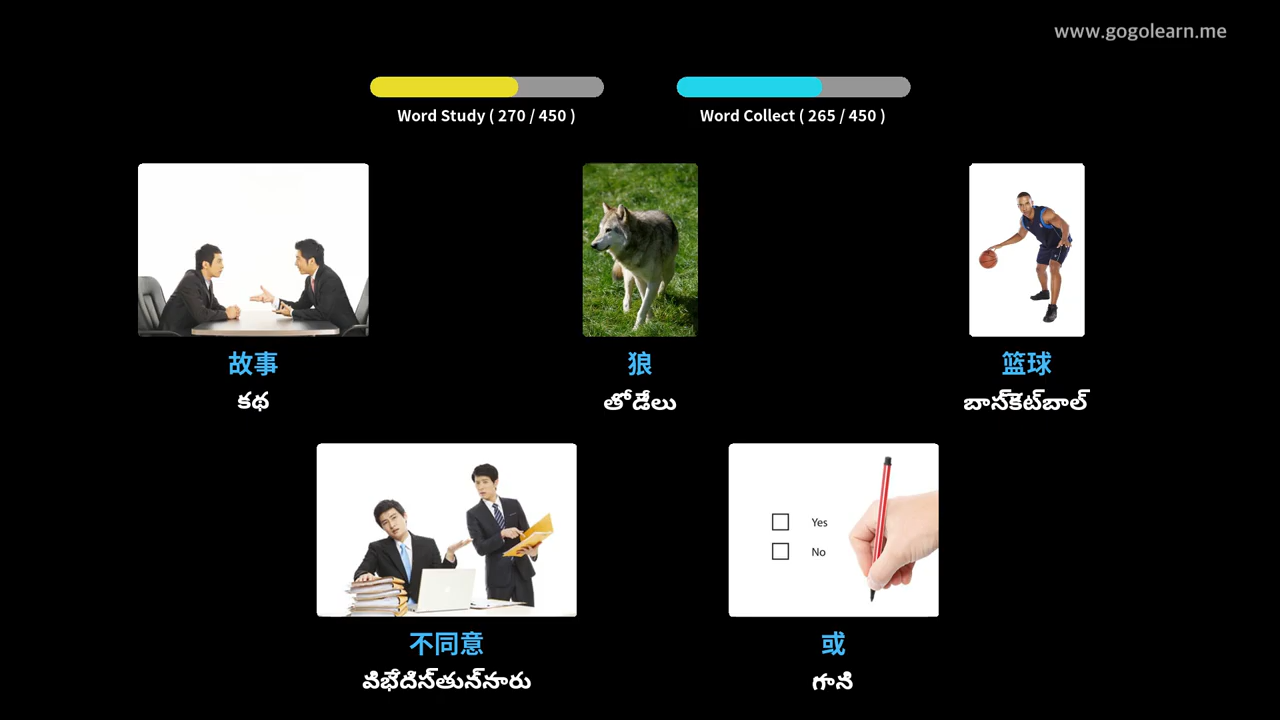 www.gogolearn.me
Word Study ( 270 / 450 )
Word Collect ( 265 / 450 )
故事
కథ
狼
తోడేలు
篮球
బాస్‌కెట్‌బాల్
Yes
No
不同意
విభేదిస్‌తున్‌నారు
或
గాని